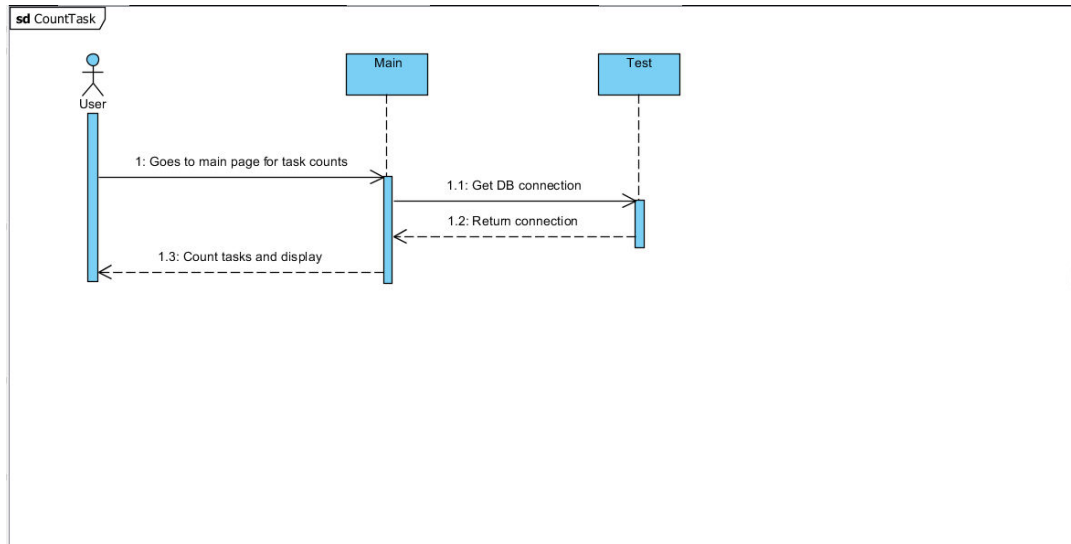 sd CountTask
Main
Test
User
1: Goes to main page for task counts
1.1: Get DB connection
1.2: Return connection
1.3: Count tasks and display